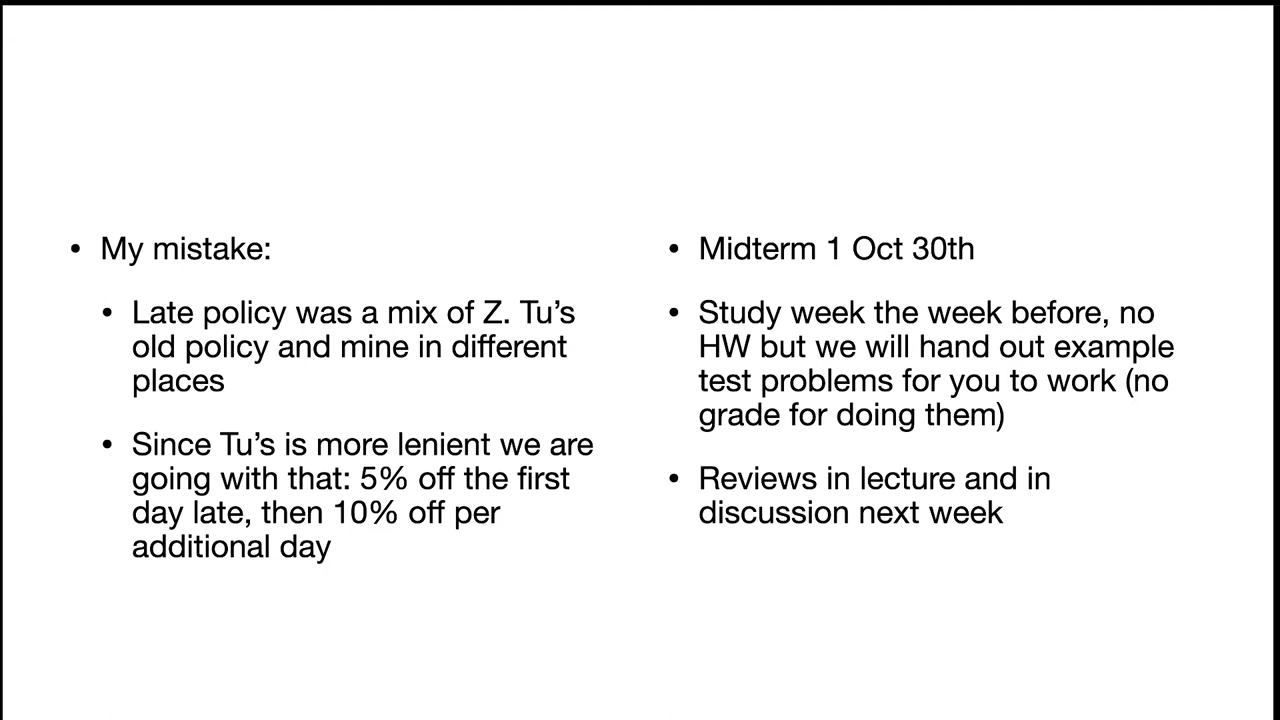 • My mistake:
• Late policy was a mix of Z. Tu’s
old policy and mine in different
places
• Since Tu’s is more lenient we are
going with that: 5% off the first
day late, then 10% off per
additional day
• Midterm 1 Oct 30th
• Study week the week before, no
HW but we will hand out example
test problems for you to work (no
grade for doing them)
• Reviews in lecture and in
discussion next week